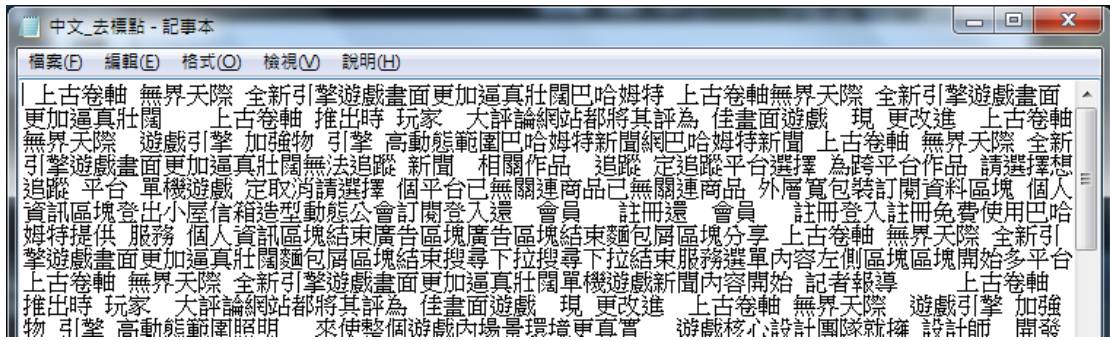 中文_去標點 - 記事本
檔案(F) 編輯(E) 格式(O) 檢視(V) 說明(H)
上古卷軸 無界天際 全新引擎遊戲畫面更加逼真壯闊巴哈姆特 上古卷軸無界天際 全新引擎遊戲畫面
更加逼真壯闊 上古卷軸 推出時 玩家 大評論網站都將其評為 佳畫面遊戲 現 更改進 上古卷軸
無界天際 遊戲引擎 加強物 引擎 高動態範圍巴哈姆特新聞網巴哈姆特新聞 上古卷軸 無界天際 全新
引擎遊戲畫面更加逼真壯闊無法追蹤 新聞 相關作品 追蹤 定追蹤平台選擇 為跨平台作品 請選擇想
追蹤 平台 單機遊戲 定取消請選擇 個平台已無關連商品已無關連商品 外層寬包裝訂閱資料區塊 個人
資訊區塊登出小屋信箱造型動態公會訂閱登入還 會員 註冊還 會員 註冊登入註冊免費使用巴哈
姆特提供 服務 個人資訊區塊結束廣告區塊廣告區塊結束麵包屑區塊分享 上古卷軸 無界天際 全新引
擎遊戲畫面更加逼真壯闊麵包屑區塊結束搜尋下拉搜尋下拉結束服務選單內容左側區塊區塊開始多平台
上古卷軸 無界天際 全新引擎遊戲畫面更加逼真壯闊單機遊戲新聞內容開始 記者報導 上古卷軸
推出時 玩家 大評論網站都將其評為 佳畫面遊戲 現 更改進 上古卷軸 無界天際 遊戲引擎 加強
物 引擎 高動態範圍照明 來使整個遊戲內場景環境更真實 遊戲核心設計團隊就擁 設計師 開發